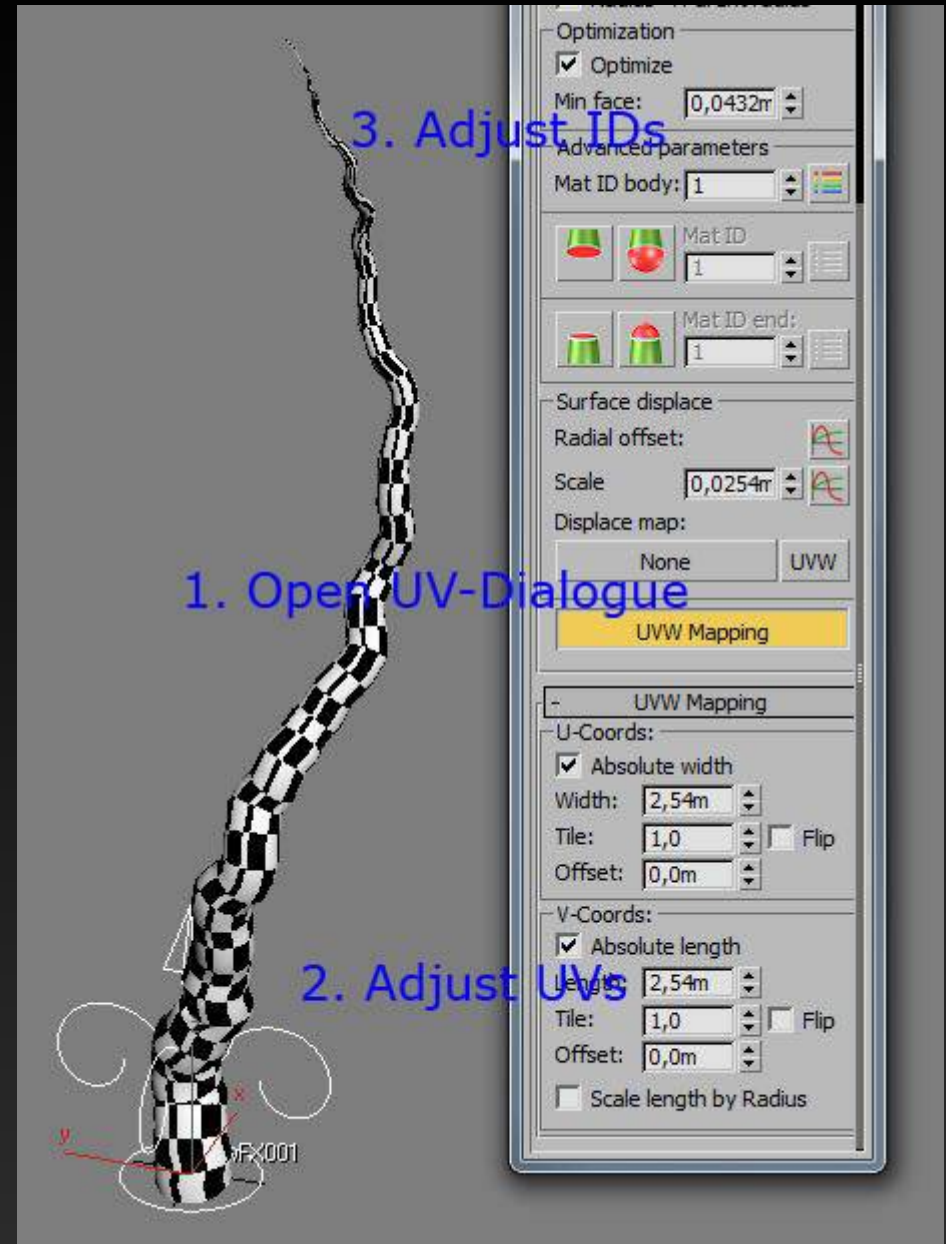 Optimization
Optimize
Min face: 0,0432m
3. Adjust IDs
Advanced parameters
Mat ID body: 1
Mat ID
1
Mat ID end:
1
Surface displace
Radial offset:
Scale 0,0254m
Displace map:
None UVW
1. Open UV-Dialogue
UVW Mapping
- UVW Mapping
U-Coords:
Absolute width
Width: 2,54m
Tile: 1,0 Flip
Offset: 0,0m
V-Coords:
Absolute length
2. Adjust UVs
Length: 2,54m
Tile: 1,0 Flip
Offset: 0,0m
Scale length by Radius
x
y
FX001